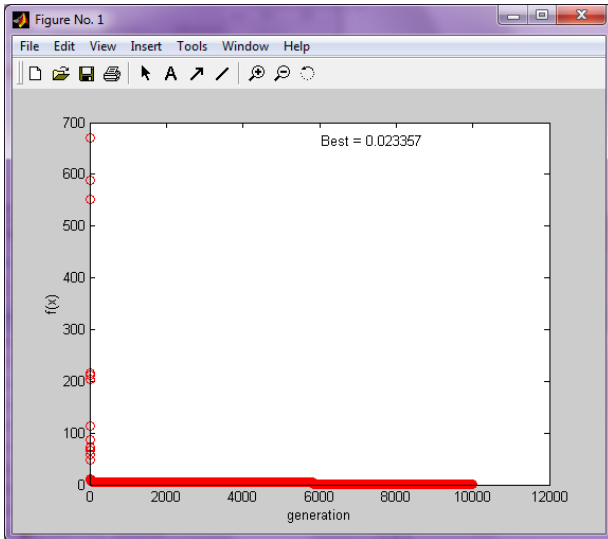 Figure No. 1
File Edit View Insert Tools Window Help
Best = 0.023357
700
600
500
400
300
200
100
0
f(x)
0 2000 4000 6000 8000 10000 12000
generation